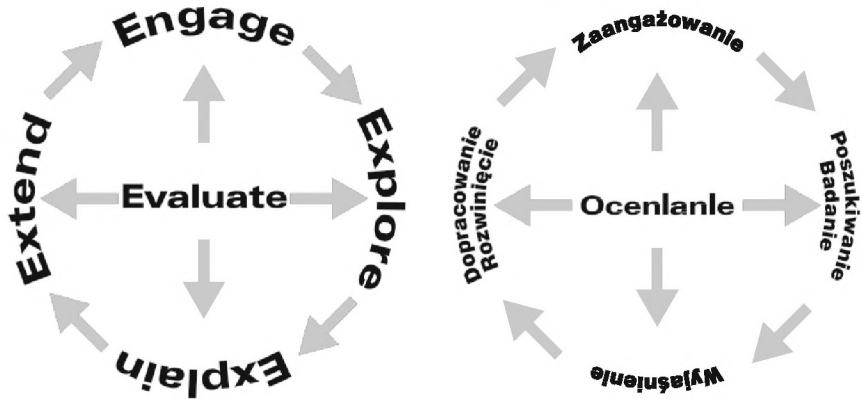 Engage
Explore
Explain
Extend
Evaluate
Zaangażowanie
Poszukiwanie
Badanie
Wyjaśnienie
Dopracowanie
Rozwinięcie
Ocenlanle